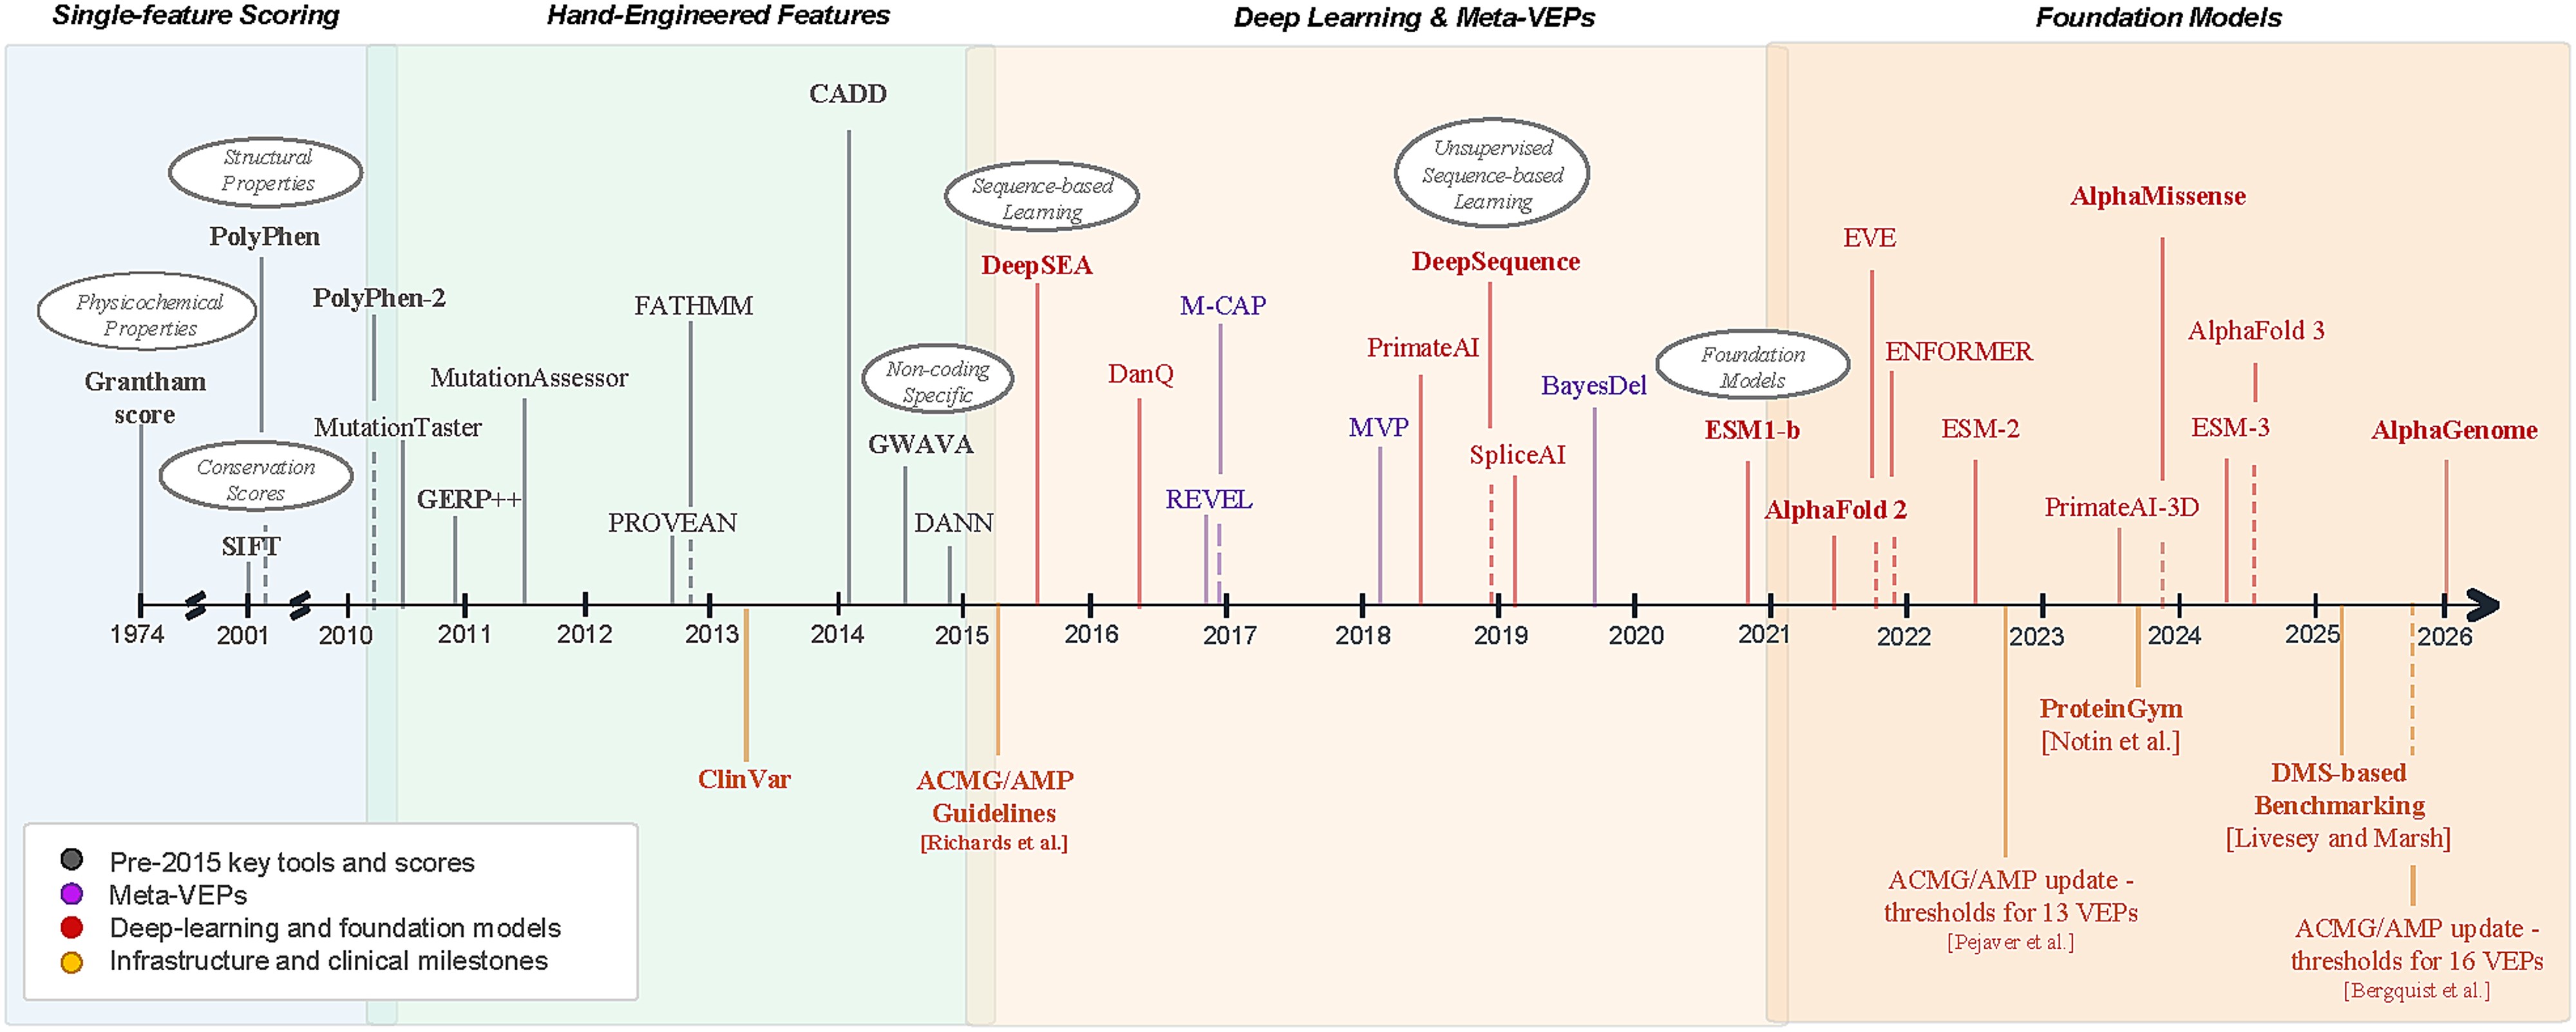 Single-feature Scoring
Hand-Engineered Features
Deep Learning & Meta-VEPs
Foundation Models
Structural
Properties
PolyPhen
Physicochemical
Properties
Grantham
score
Conservation
Scores
SIFT
PolyPhen-2
MutationTaster
GERP++
MutationAssessor
FATHMM
PROVEAN
CADD
Non-coding
Specific
GWAVA
DANN
Sequence-based
Learning
DeepSEA
DanQ
M-CAP
REVEL
Unsupervised
Sequence-based
Learning
DeepSequence
PrimateAI
MVP
SpliceAI
BayesDel
Foundation
Models
ESM1-b
AlphaFold 2
EVE
ENFORMER
ESM-2
AlphaMissense
PrimateAI-3D
AlphaFold 3
ESM-3
AlphaGenome
1974
2001
2010
2011
2012
2013
2014
2015
2016
2017
2018
2019
2020
2021
2022
2023
2024
2025
2026
ClinVar
ACMG/AMP
Guidelines
[Richards et al.]
ACMG/AMP update -
thresholds for 13 VEPs
[Pejaver et al.]
ProteinGym
[Notin et al.]
DMS-based
Benchmarking
[Livesey and Marsh]
ACMG/AMP update -
thresholds for 16 VEPs
[Bergquist et al.]
Pre-2015 key tools and scores
Meta-VEPs
Deep-learning and foundation models
Infrastructure and clinical milestones